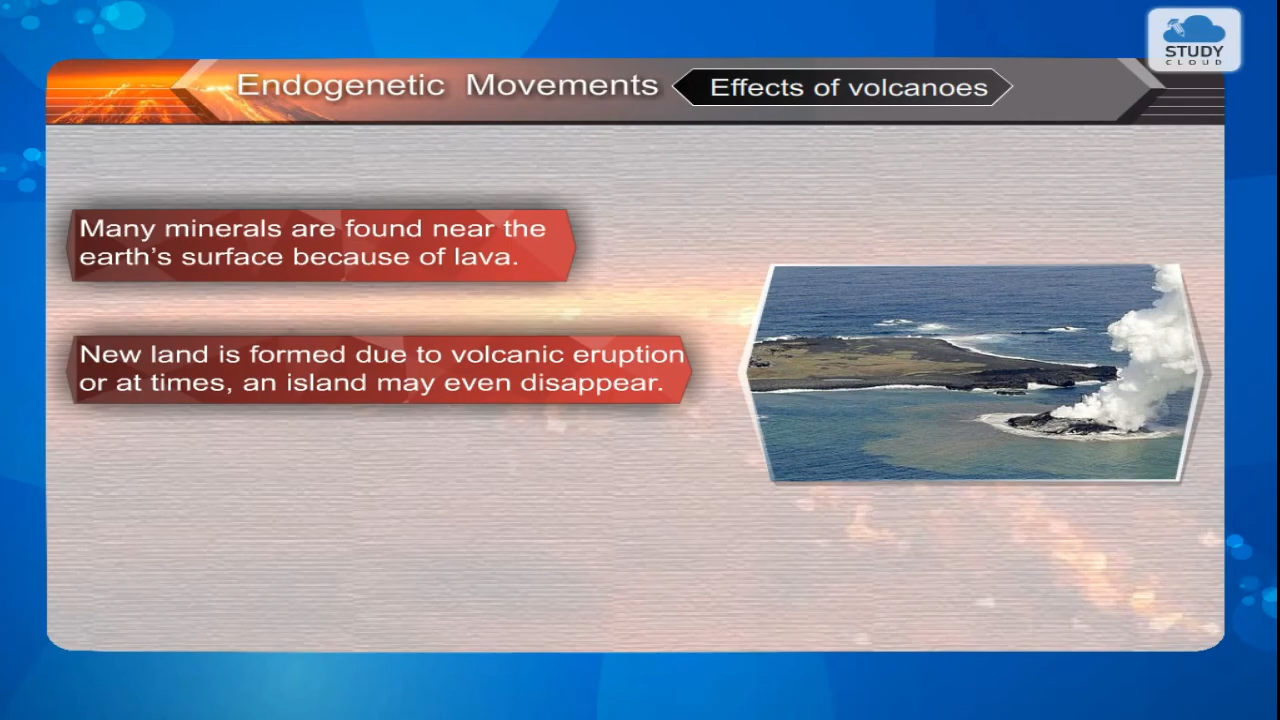 STUDY
CLOUD
Endogenetic Movements
Effects of volcanoes
Many minerals are found near the
earth's surface because of lava.
New land is formed due to volcanic eruption
or at times, an island may even disappear.